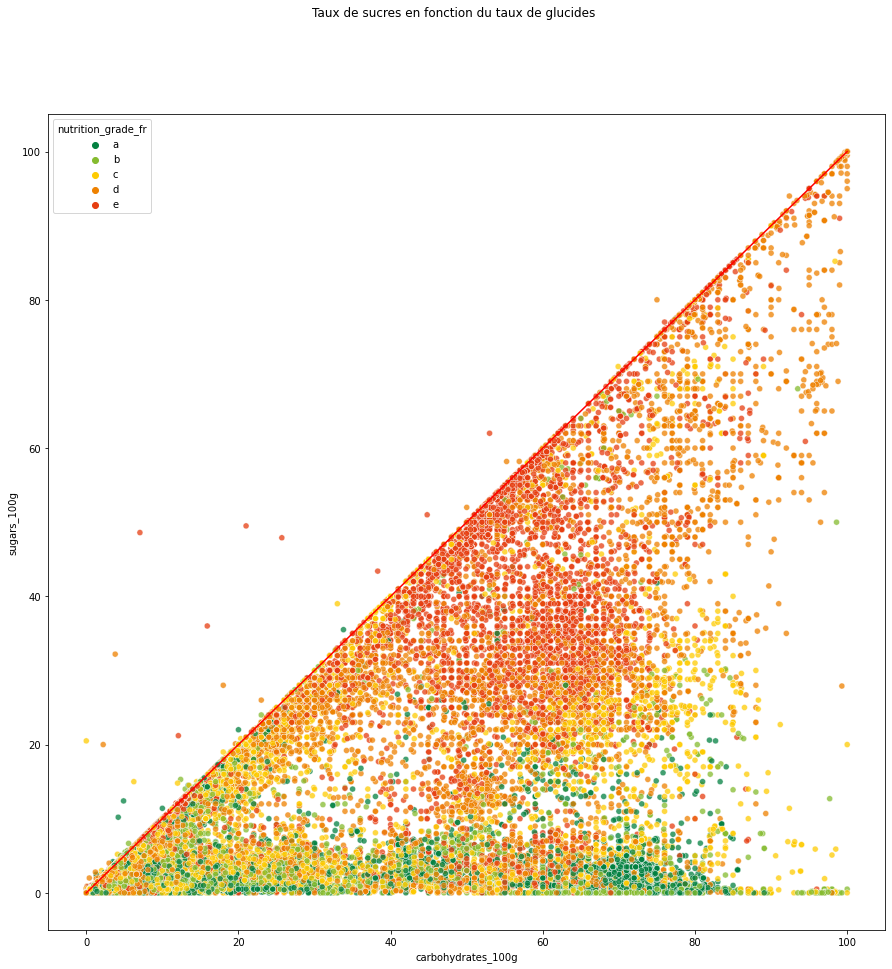 Taux de sucres en fonction du taux de glucides
nutrition_grade_fr
a
b
c
d
e
100
80
60
40
20
0
sugars_100g
0 20 40 60 80 100
carbohydrates_100g